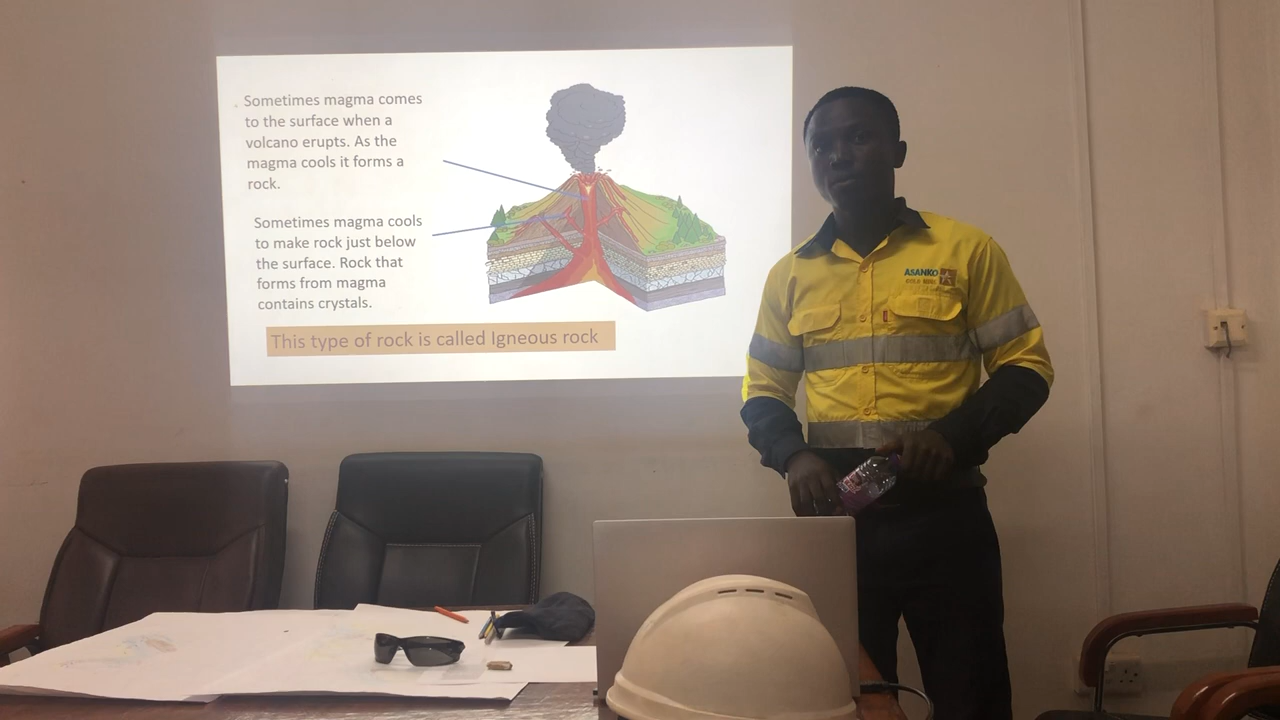 Sometimes magma comes
to the surface when a
volcano erupts. As the
magma cools it forms a
rock.
Sometimes magma cools
to make rock just below
the surface. Rock that
forms from magma
contains crystals.
This type of rock is called Igneous rock
ASANKO
GOLD MINE